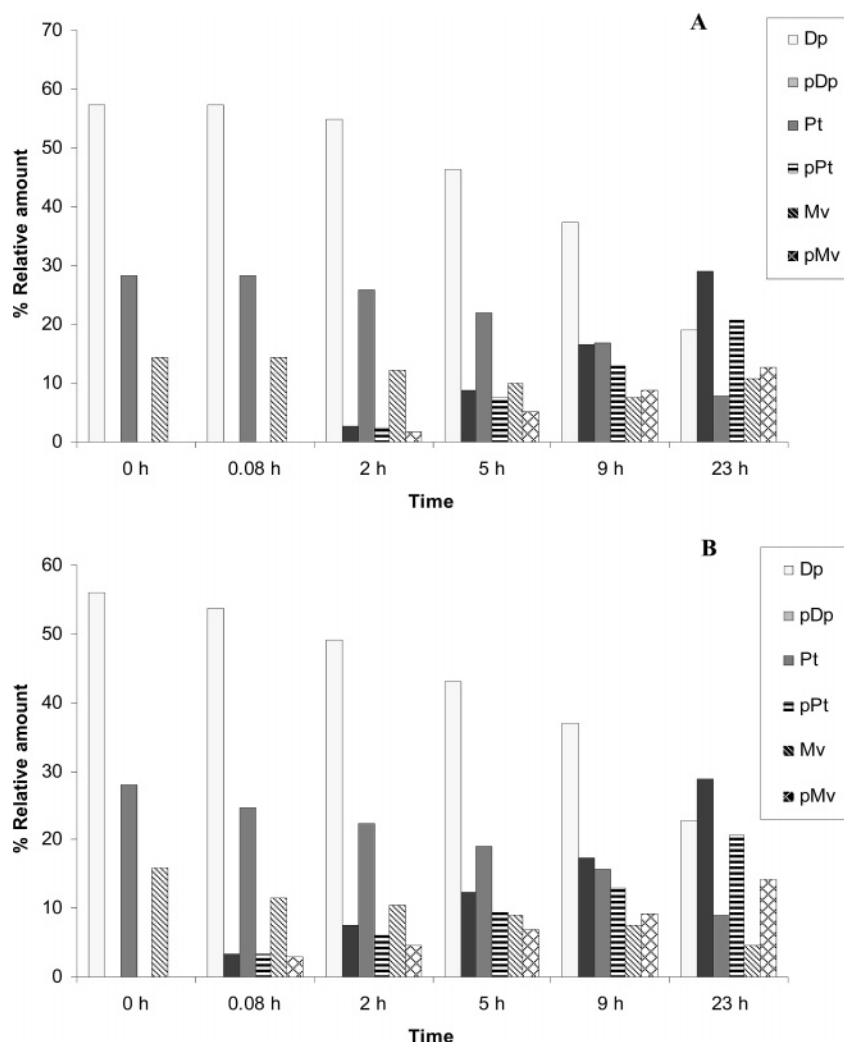 A
% Relative amount
70
60
50
40
30
20
10
0
0 h 0.08 h 2 h 5 h 9 h 23 h
Time
Dp
pDp
Pt
pPt
Mv
pMv
B
% Relative amount
60
50
40
30
20
10
0
0 h 0.08 h 2 h 5 h 9 h 23 h
Time
Dp
pDp
Pt
pPt
Mv
pMv